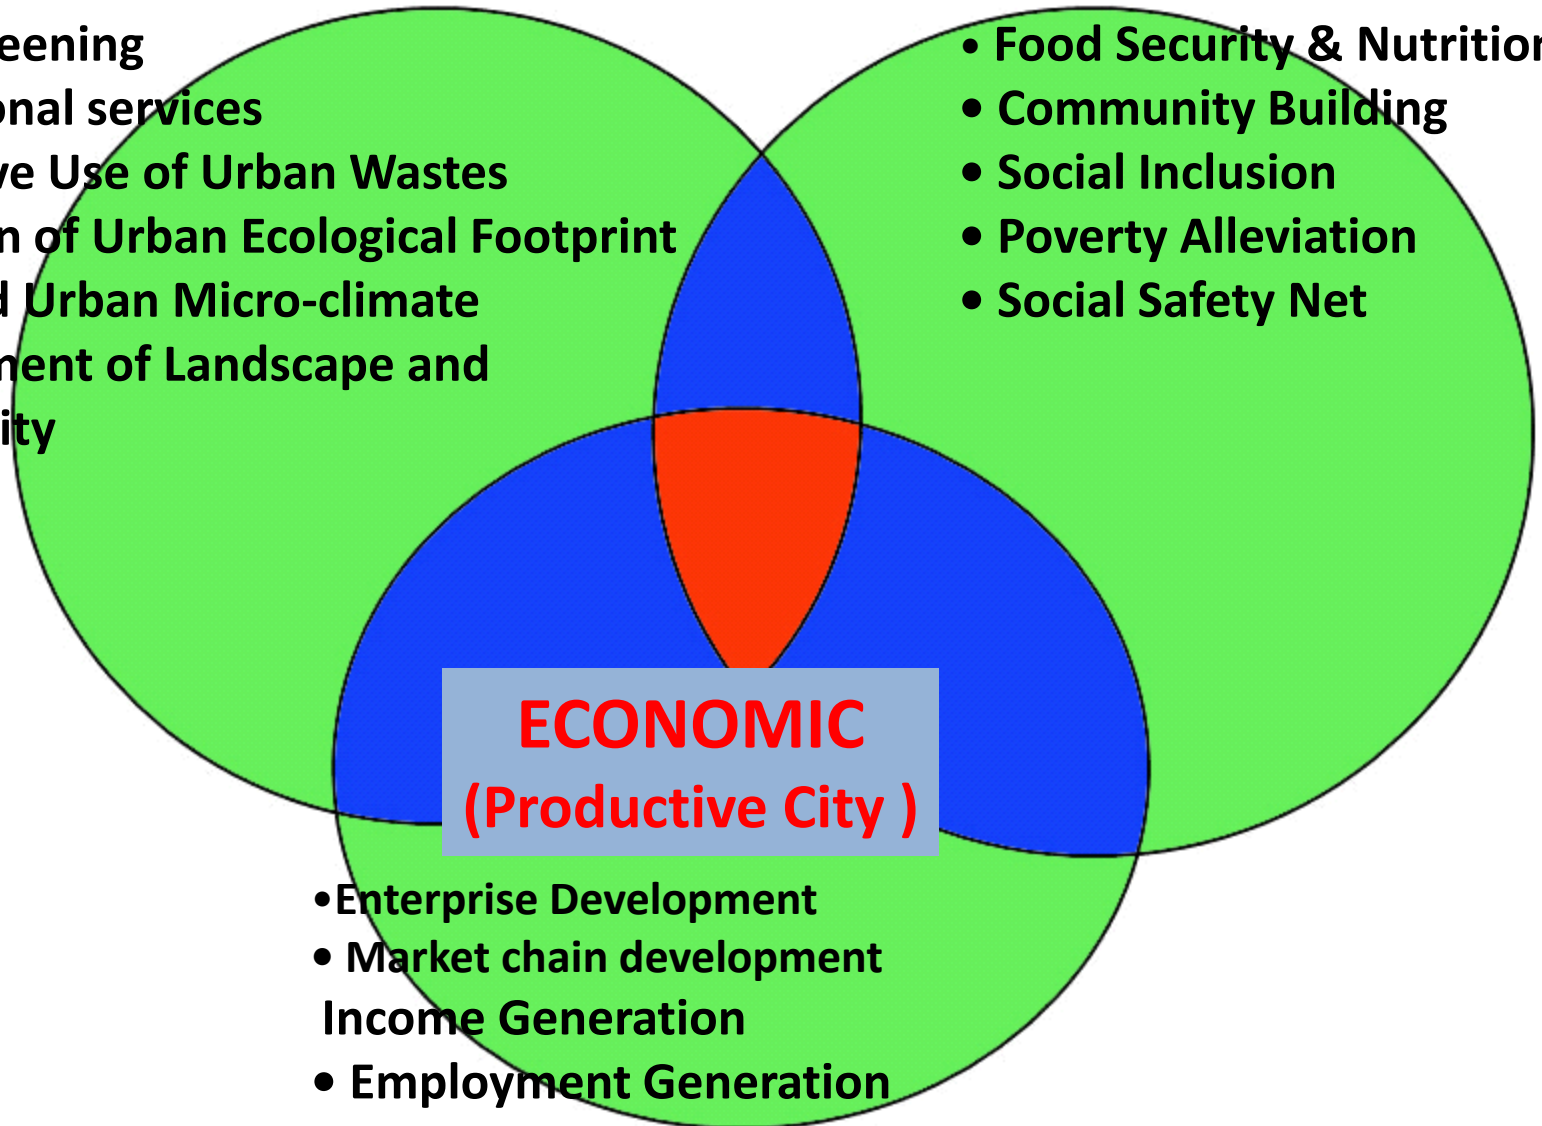 eening
onal services
ve Use of Urban Wastes
n of Urban Ecological Footprint
d Urban Micro-climate
ment of Landscape and
ity
• Food Security & Nutrition
• Community Building
• Social Inclusion
• Poverty Alleviation
• Social Safety Net
ECONOMIC
(Productive City )
•Enterprise Development
• Market chain development
Income Generation
• Employment Generation